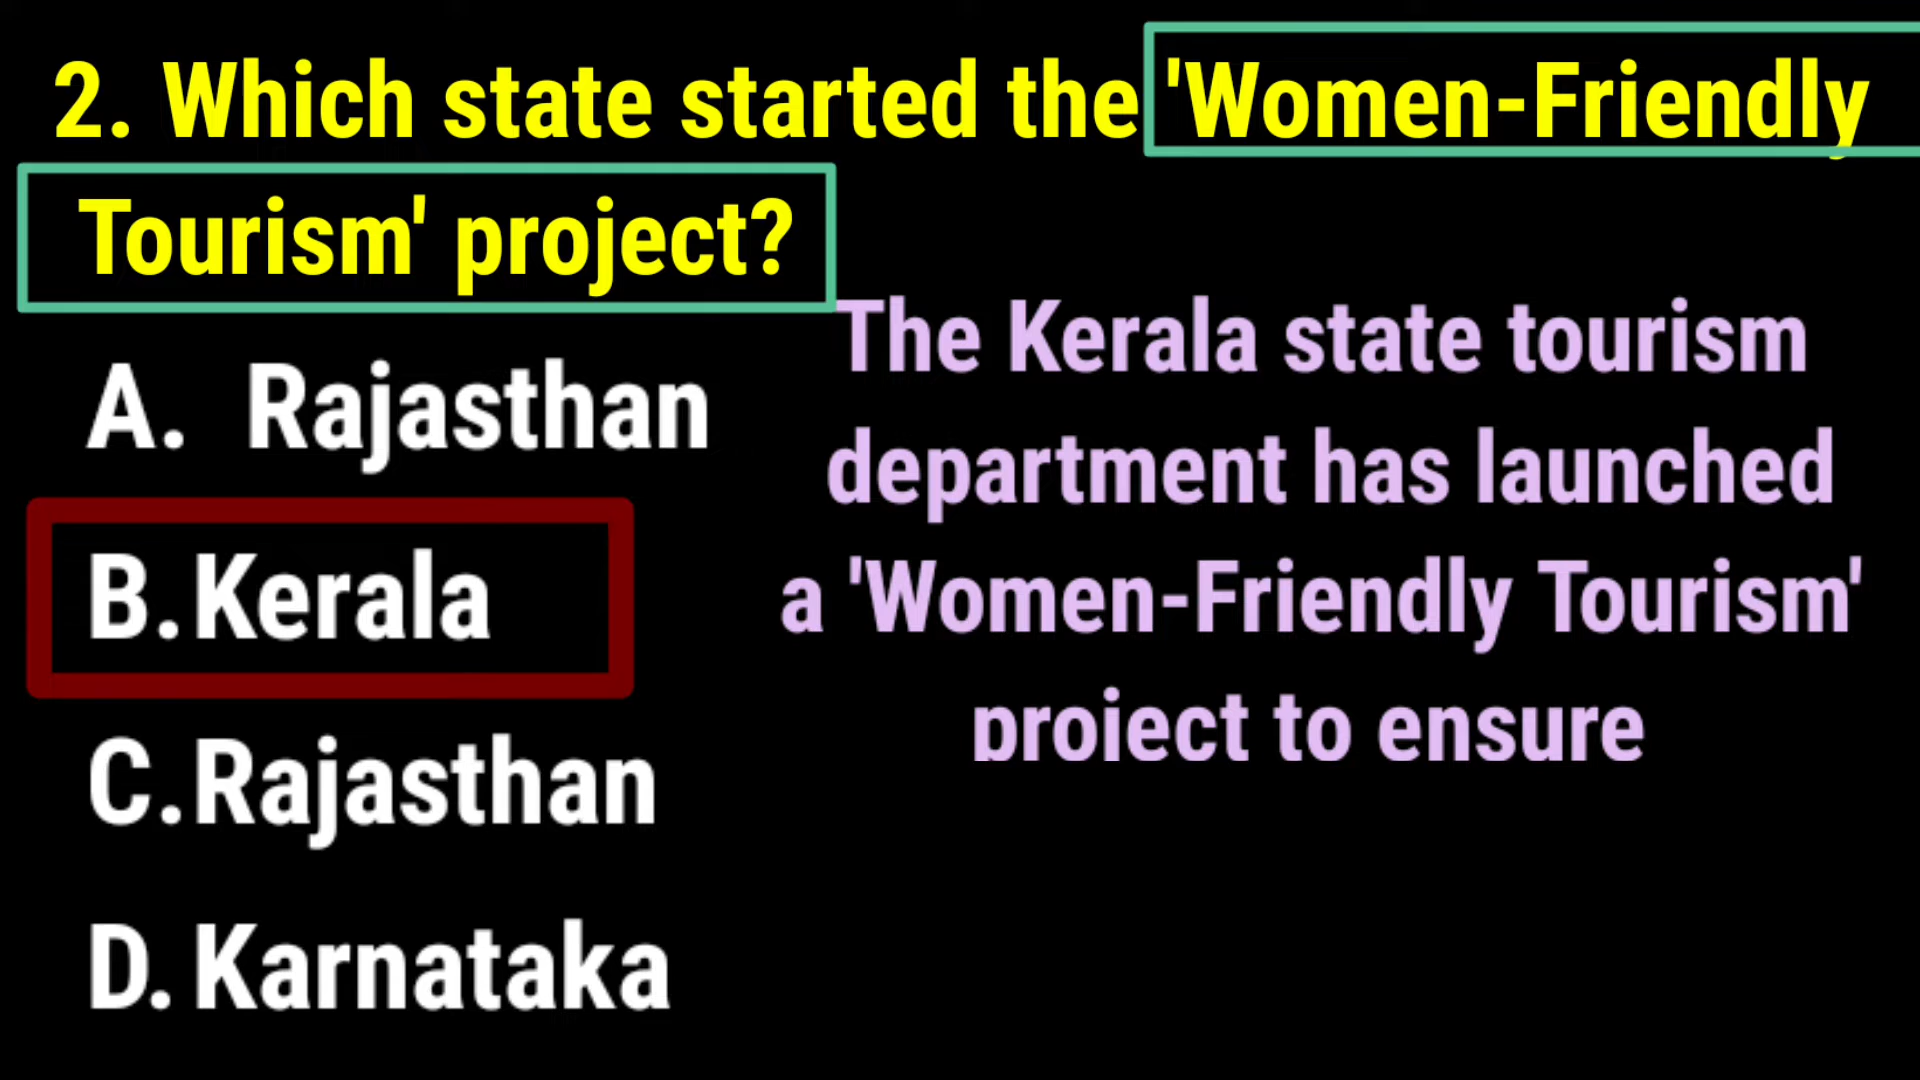 2. Which state started the 'Women-Friendly
Tourism' project?
A. Rajasthan
B. Kerala
C. Rajasthan
D. Karnataka
The Kerala state tourism
department has launched
a 'Women-Friendly Tourism'
project to ensure